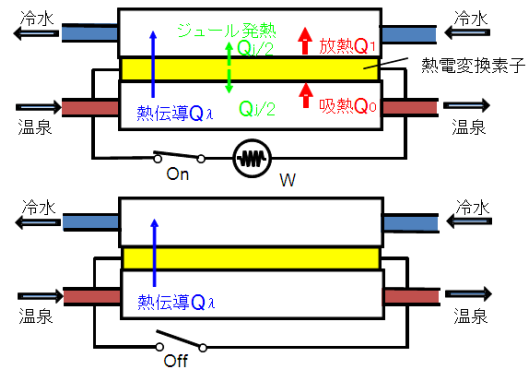 冷水
ジュール発熱
冷水
Qj/2
放熱Q1
熱電変換素子
熱伝導Qλ
Qj/2
吸熱Q0
温泉
温泉
On
W
冷水
冷水
熱伝導Qλ
温泉
温泉
Off